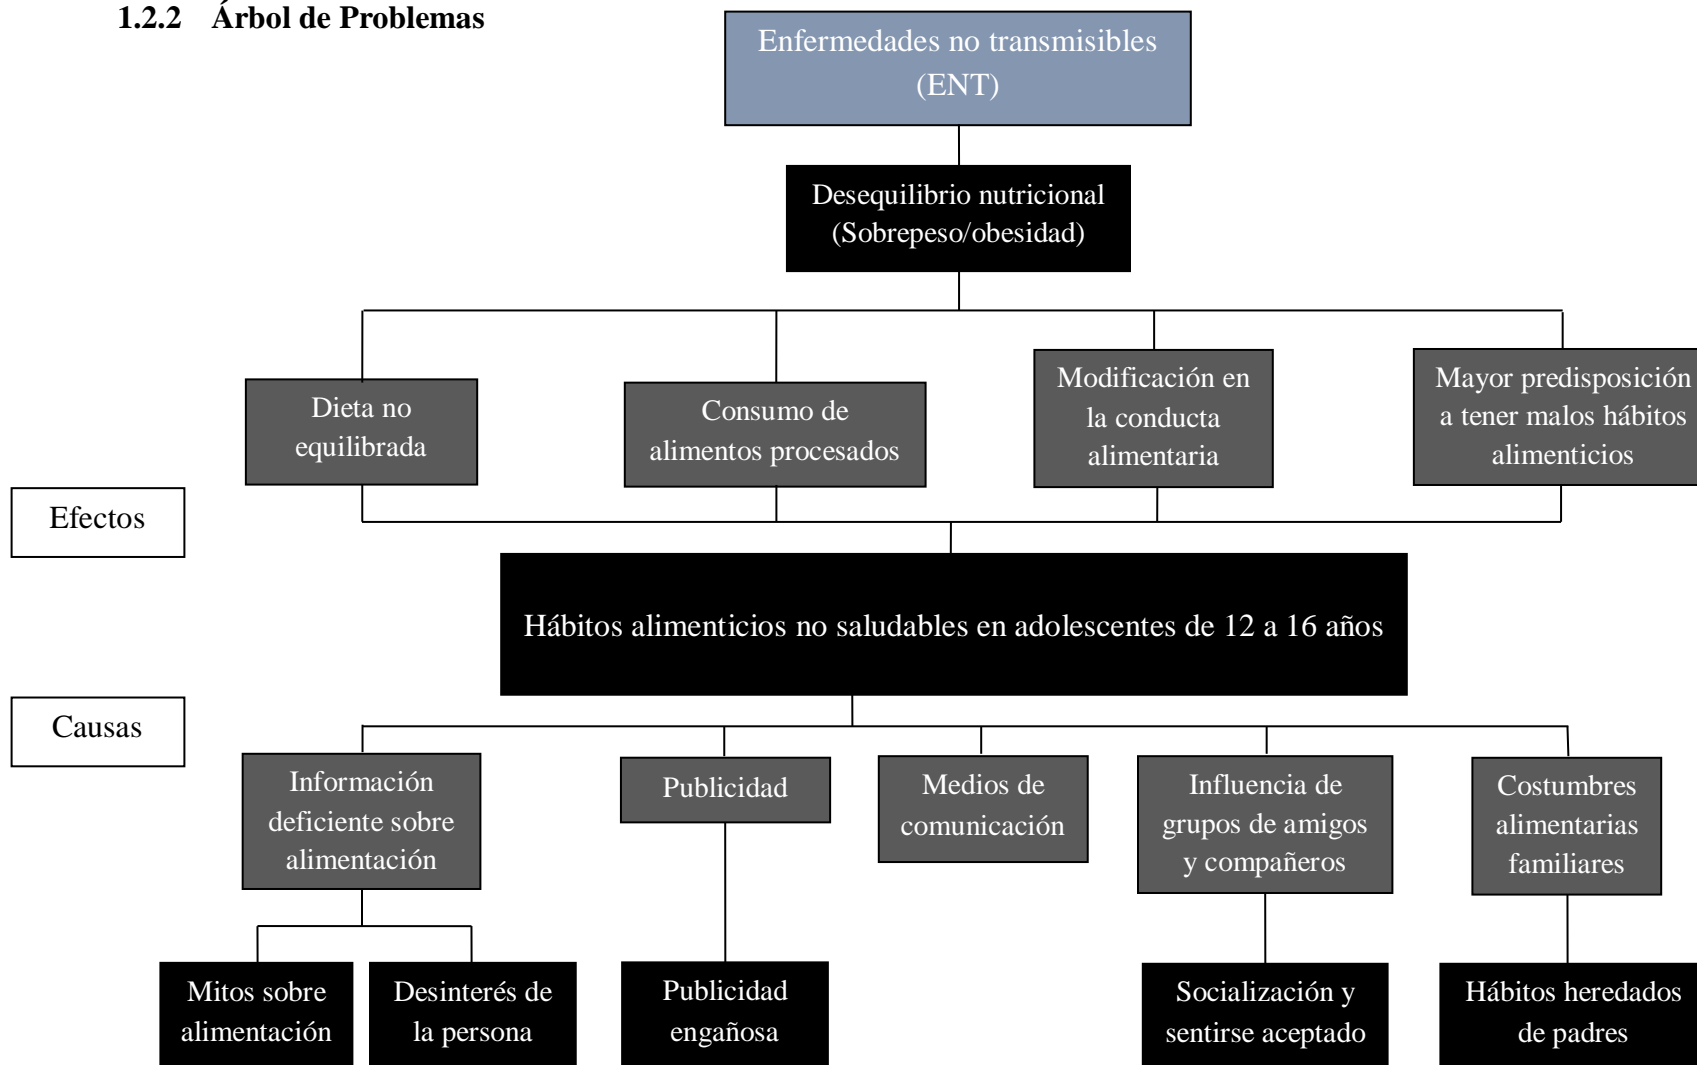 1.2.2 Árbol de Problemas
Enfermedades no transmisibles
(ENT)
Desequilibrio nutricional
(Sobrepeso/obesidad)
Dieta no
equilibrada
Consumo de
alimentos procesados
Modificación en
la conducta
alimentaria
Mayor predisposición
a tener malos hábitos
alimenticios
Efectos
Hábitos alimenticios no saludables en adolescentes de 12 a 16 años
Causas
Información
deficiente sobre
alimentación
Publicidad
Medios de
comunicación
Influencia de
grupos de amigos
y compañeros
Costumbres
alimentarias
familiares
Mitos sobre
alimentación
Desinterés de
la persona
Publicidad
engañosa
Socialización y
sentirse aceptado
Hábitos heredados
de padres